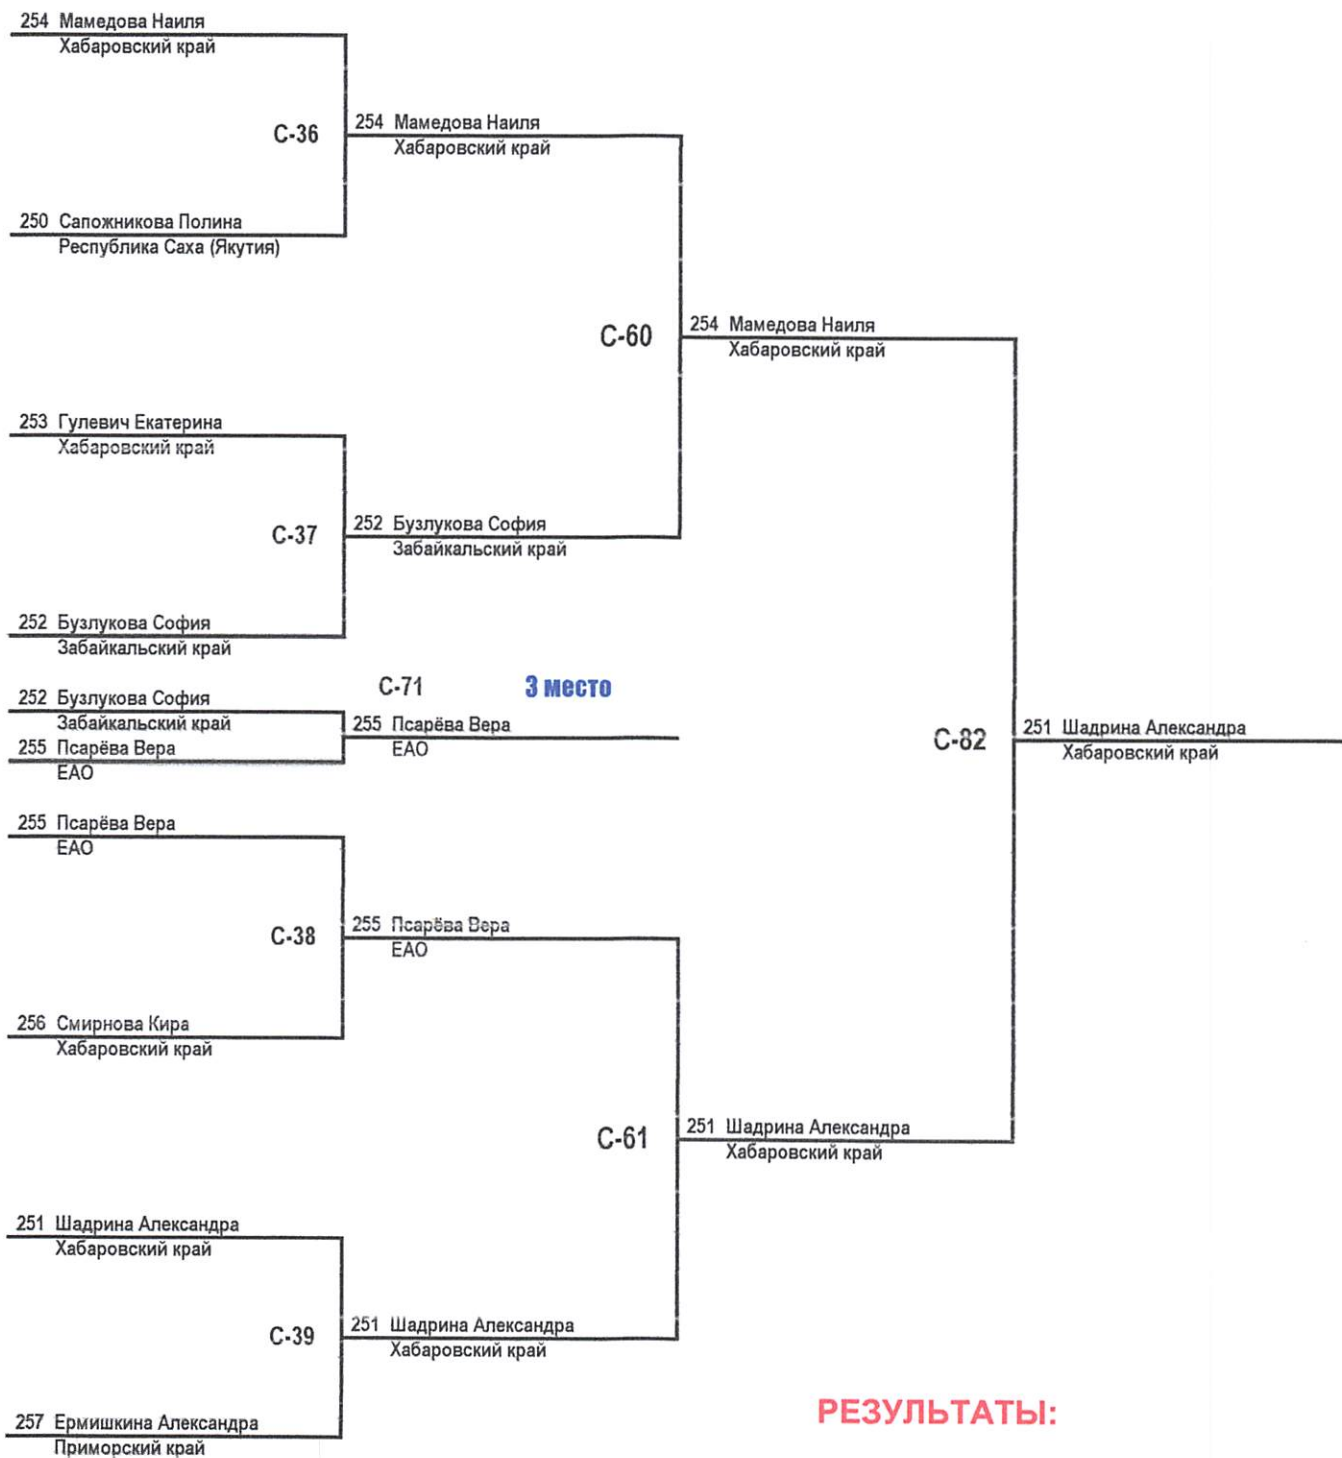 254 Мамедова Наиля
Хабаровский край
С-36
254 Мамедова Наиля
Хабаровский край
250 Сапожникова Полина
Республика Саха (Якутия)
С-60
254 Мамедова Наиля
Хабаровский край
253 Гулевич Екатерина
Хабаровский край
С-37
252 Бузлукова София
Забайкальский край
252 Бузлукова София
Забайкальский край
С-71
3 место
252 Бузлукова София
Забайкальский край
255 Псарёва Вера
ЕАО
255 Псарёва Вера
ЕАО
С-82
251 Шадрина Александра
Хабаровский край
255 Псарёва Вера
ЕАО
С-38
255 Псарёва Вера
ЕАО
256 Смирнова Кира
Хабаровский край
С-61
251 Шадрина Александра
Хабаровский край
251 Шадрина Александра
Хабаровский край
С-39
251 Шадрина Александра
Хабаровский край
257 Ермишкина Александра
Приморский край
РЕЗУЛЬТАТЫ: